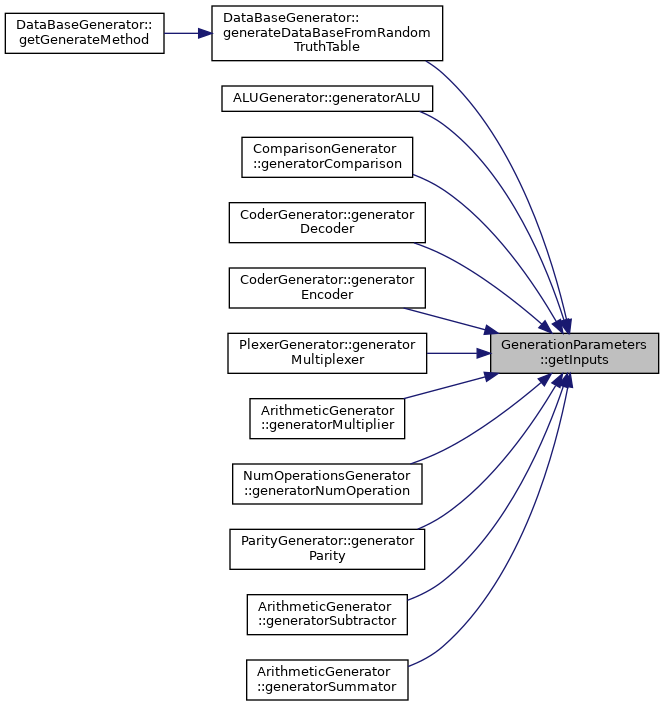 DataBaseGenerator::
getGenerateMethod
DataBaseGenerator::
generateDataBaseFromRandom
TruthTable
ALUGenerator::generatorALU
ComparisonGenerator
::generatorComparison
CoderGenerator::generator
Decoder
CoderGenerator::generator
Encoder
PlexerGenerator::generator
Multiplexer
ArithmeticGenerator
::generatorMultiplier
NumOperationsGenerator
::generatorNumOperation
ParityGenerator::generator
Parity
ArithmeticGenerator
::generatorSubtractor
ArithmeticGenerator
::generatorSummator
GenerationParameters
::getInputs